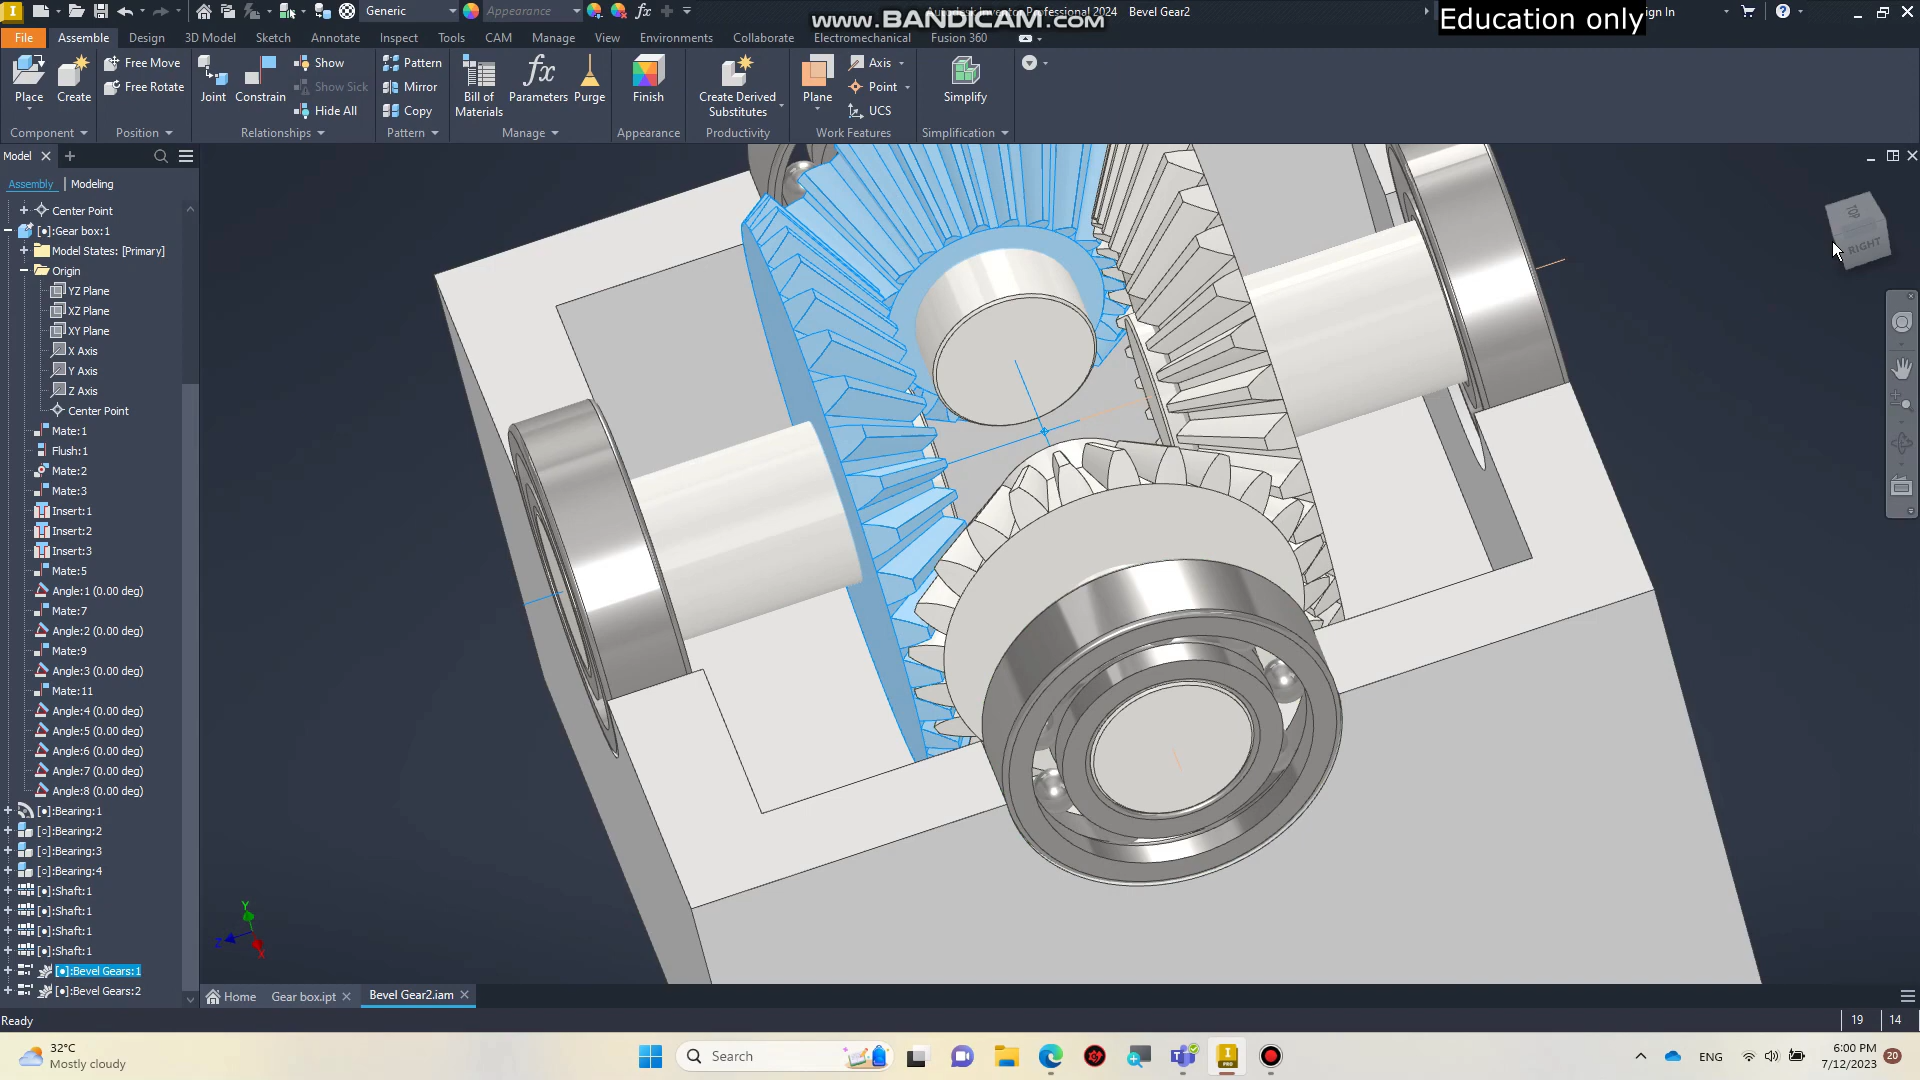 Generic
Appearance
www.BANDICAM.com
Professional 2024 Bevel Gear2
Education only
ign In
File
Assemble
Design
3D Model
Sketch
Annotate
Inspect
Tools
CAM
Manage
View
Environments
Collaborate
Electromechanical
Fusion 360
Place
Create
Free Move
Free Rotate
Component
Position
Joint
Constrain
Show
Show Sick
Hide All
Relationships
Pattern
Mirror
Copy
Pattern
Bill of Materials
Parameters
Purge
Manage
Finish
Appearance
Create Derived Substitutes
Productivity
Plane
Axis
Point
UCS
Work Features
Simplify
Simplification
Model
Assembly | Modeling
Center Point
[●]:Gear box:1
Model States: [Primary]
Origin
YZ Plane
XZ Plane
XY Plane
X Axis
Y Axis
Z Axis
Center Point
Mate:1
Flush:1
Mate:2
Mate:3
Insert:1
Insert:2
Insert:3
Mate:5
Angle:1 (0.00 deg)
Mate:7
Angle:2 (0.00 deg)
Mate:9
Angle:3 (0.00 deg)
Mate:11
Angle:4 (0.00 deg)
Angle:5 (0.00 deg)
Angle:6 (0.00 deg)
Angle:7 (0.00 deg)
Angle:8 (0.00 deg)
[●]:Bearing:1
[○]:Bearing:2
[○]:Bearing:3
[○]:Bearing:4
[●]:Shaft:1
[●]:Shaft:1
[●]:Shaft:1
[●]:Shaft:1
[●]:Bevel Gears:1
[●]:Bevel Gears:2
TOP
RIGHT
Y
Z
X
Home
Gear box.ipt
Bevel Gear2.iam
Ready
19 14
32°C
Mostly cloudy
Search
ENG
6:00 PM
7/12/2023
20